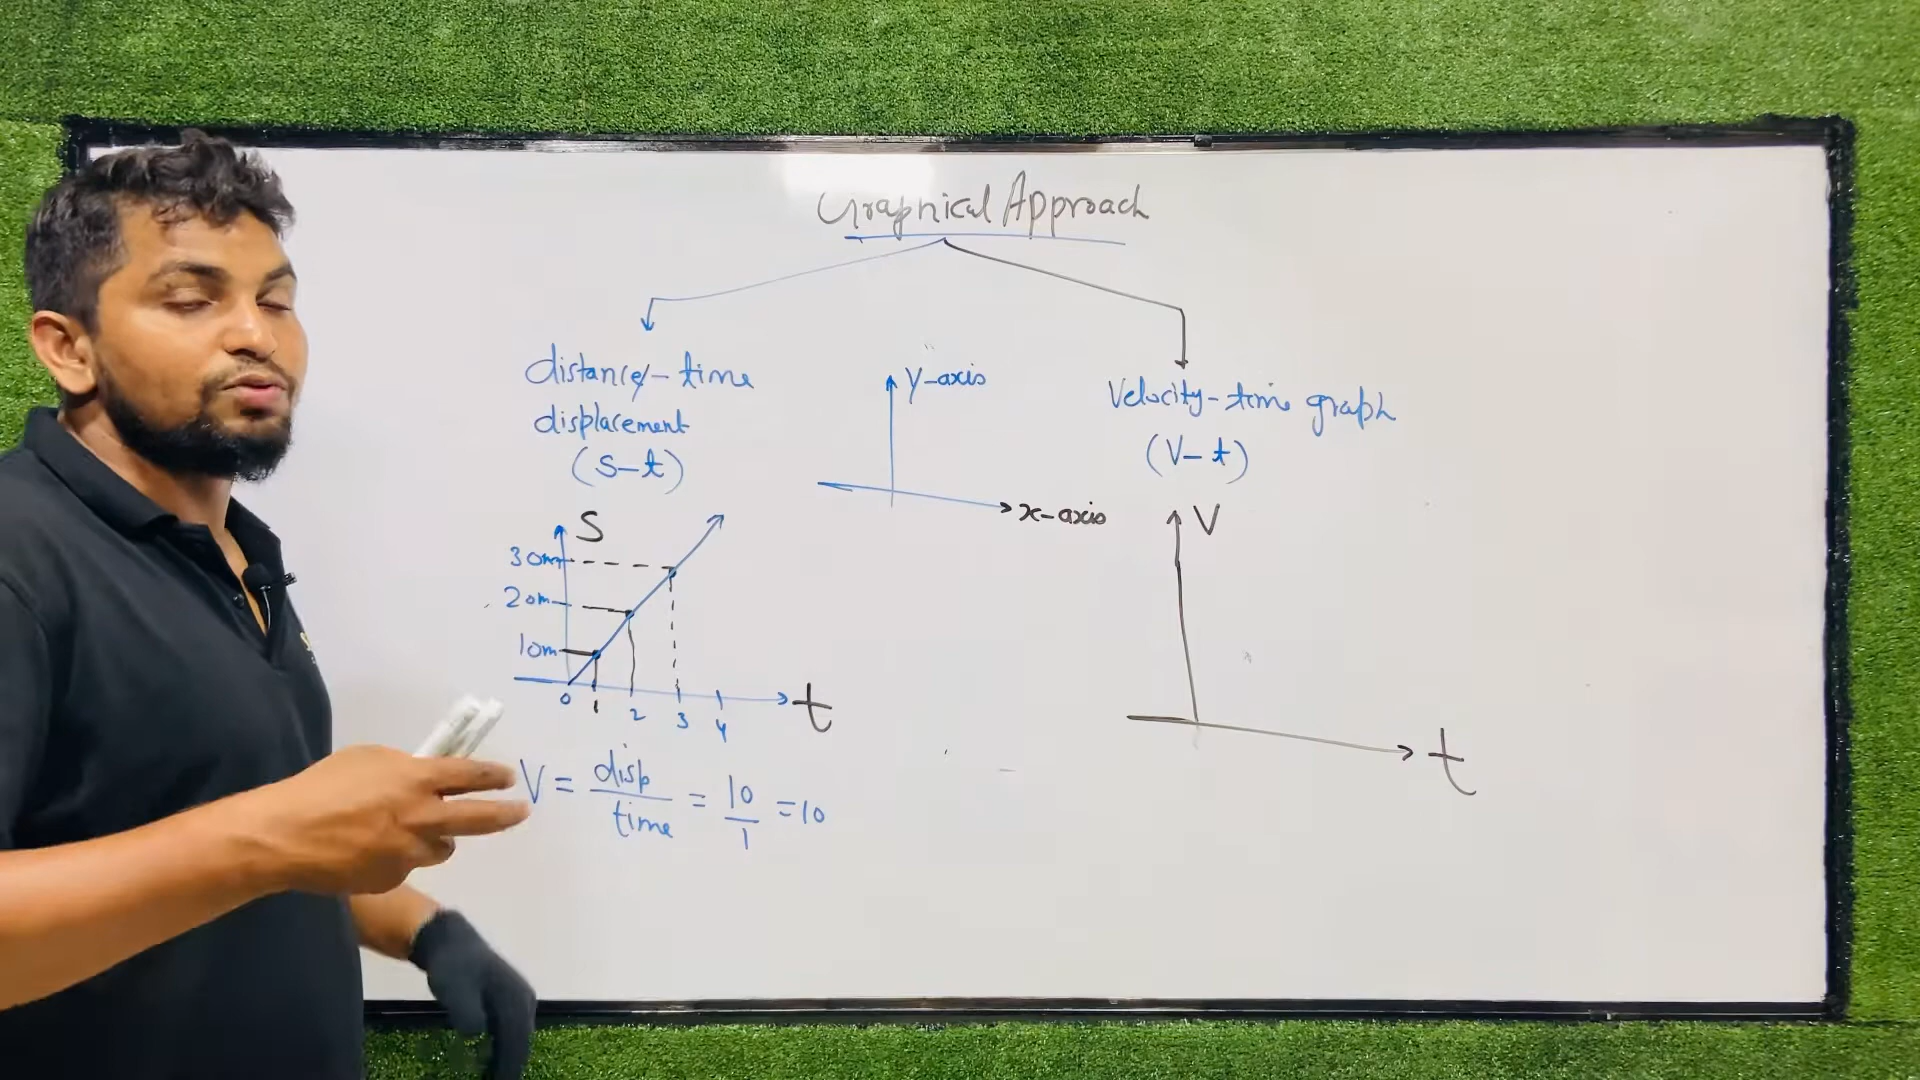 Graphical Approach
distance/-time
displacement
(S-t)
y-axis
x-axis
Velocity-time graph
(V-t)
S
30m
20m
10m
0
1
2
3
4
t
V = disp/time = 10/1 = 10
V
t